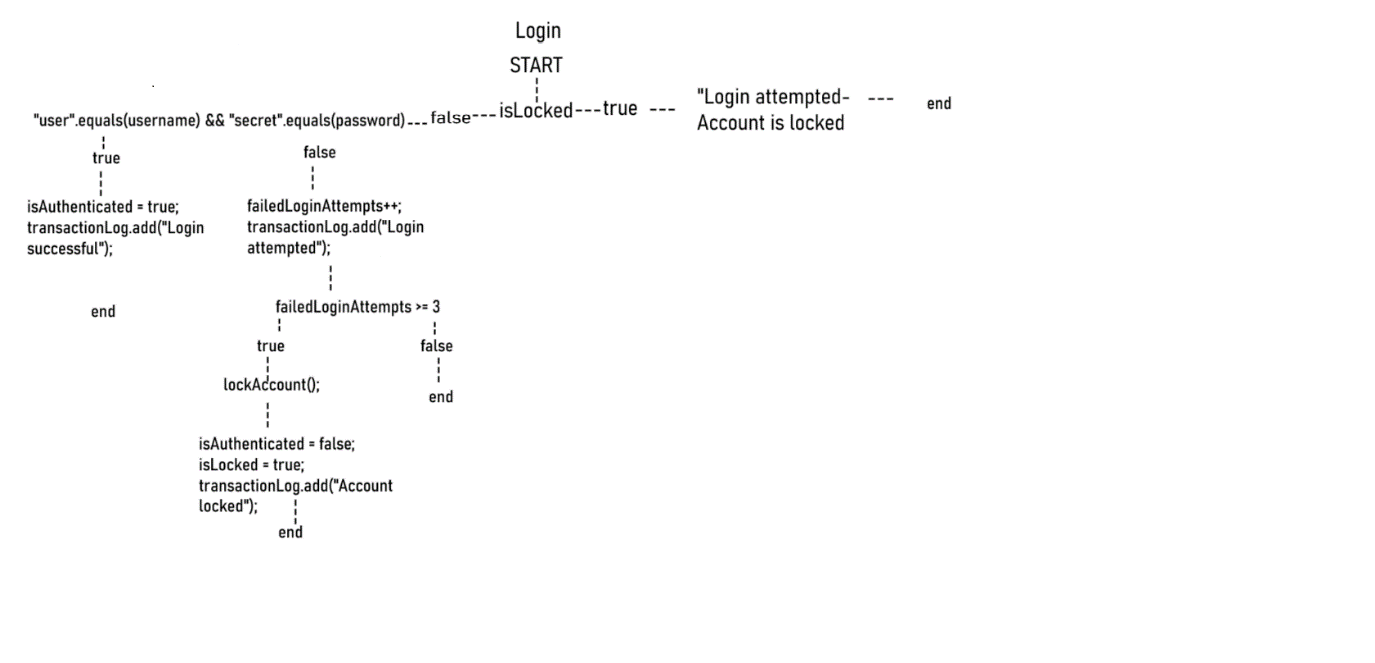 Login
START
"user".equals(username) && "secret".equals(password)---false---isLocked---true ---
"Login attempted-
Account is locked
--- end
true
false
isAuthenticated = true;
transactionLog.add("Login
successful");
end
failedLoginAttempts++;
transactionLog.add("Login
attempted");
failedLoginAttempts >= 3
true
false
lockAccount();
end
isAuthenticated = false;
isLocked = true;
transactionLog.add("Account
locked");
end